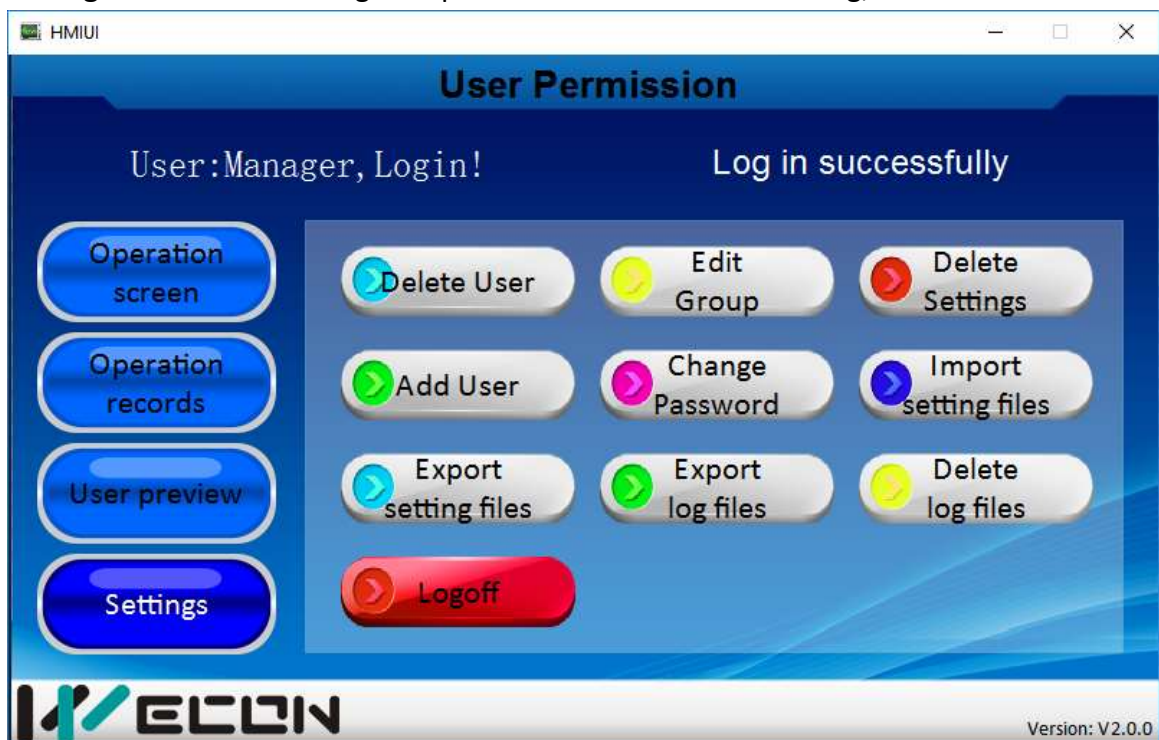 HMIUI
User Permission
User:Manager,Login!
Log in successfully
Operation
screen
Operation
records
User preview
Settings
Delete User
Edit
Group
Delete
Settings
Add User
Change
Password
Import
setting files
Export
setting files
Export
log files
Delete
log files
Logoff
WECON
Version: V2.0.0